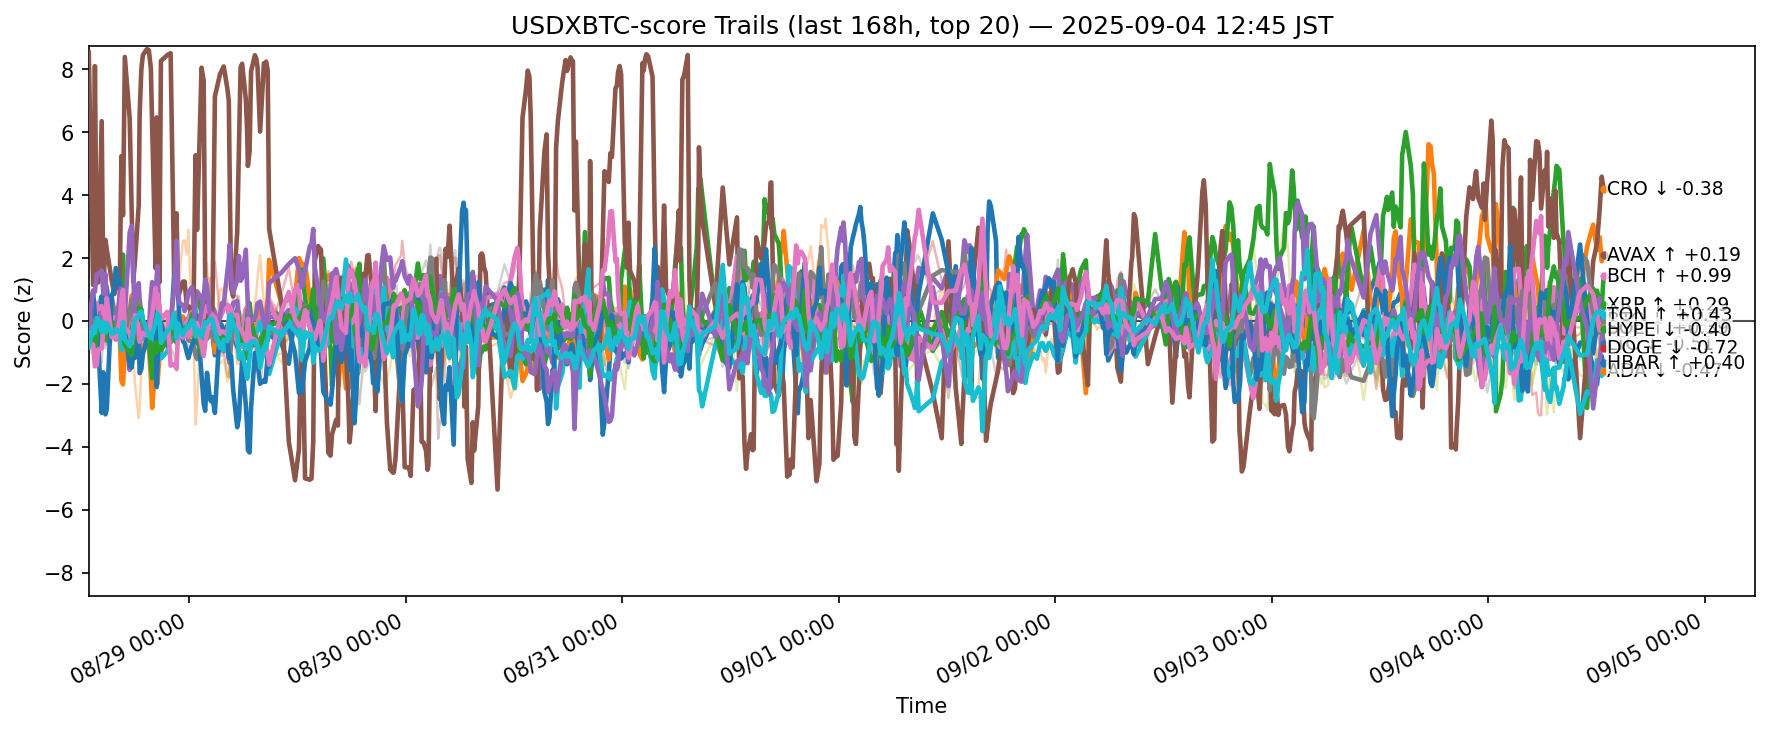 USDXBTC-score Trails (last 168h, top 20) — 2025-09-04 12:45 JST
Score (z)
8
6
4
2
0
−2
−4
−6
−8
CRO ↓ -0.38
AVAX ↑ +0.19
BCH ↑ +0.99
XRP ↑ +0.29
TON ↑ +0.43
HYPE ↓ -0.40
DOGE ↓ -0.72
HBAR ↑ +0.40
ADA ↓ -0.47
08/29 00:00
08/30 00:00
08/31 00:00
09/01 00:00
09/02 00:00
09/03 00:00
09/04 00:00
09/05 00:00
Time